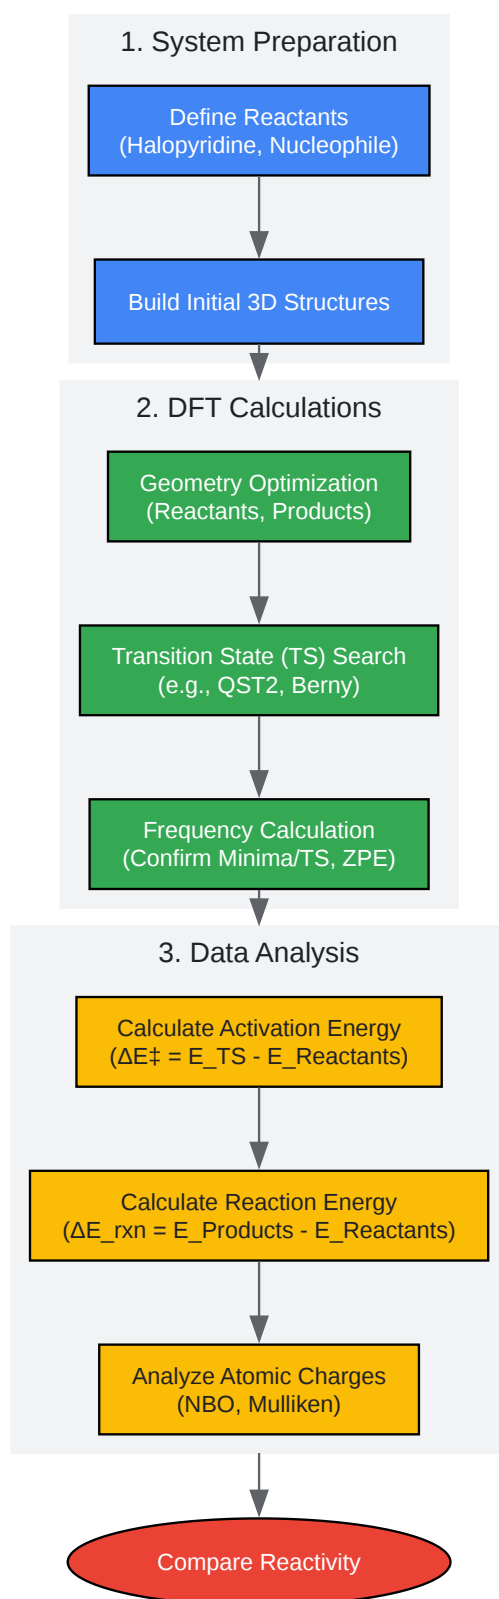 1. System Preparation
Define Reactants
(Halopyridine, Nucleophile)
Build Initial 3D Structures
2. DFT Calculations
Geometry Optimization
(Reactants, Products)
Transition State (TS) Search
(e.g., QST2, Berny)
Frequency Calculation
(Confirm Minima/TS, ZPE)
3. Data Analysis
Calculate Activation Energy
(ΔE‡ = E_TS - E_Reactants)
Calculate Reaction Energy
(ΔE_rxn = E_Products - E_Reactants)
Analyze Atomic Charges
(NBO, Mulliken)
Compare Reactivity